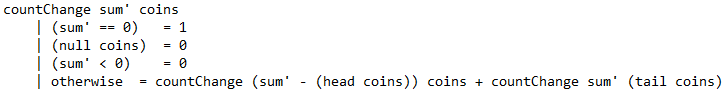 countChange sum' coins
    | (sum' == 0)   = 1
    | (null coins)  = 0
    | (sum' < 0)    = 0
    | otherwise  = countChange (sum' - (head coins)) coins + countChange sum' (tail coins)